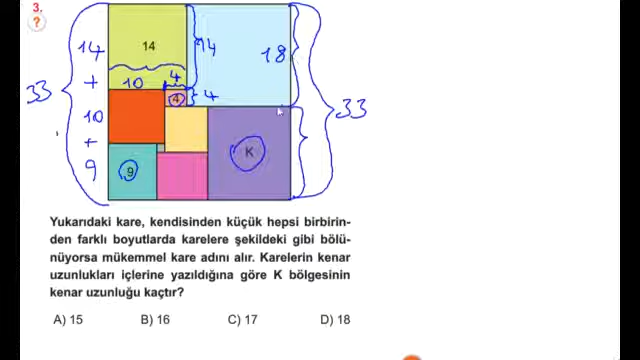 3.
?
14
14
14
18
+
10
4
33
4
4
33
10
+
K
9
9
Yukarıdaki kare, kendisinden küçük hepsi birbirin-
den farklı boyutlarda karelere şekildeki gibi bölü-
nüyorsa mükemmel kare adını alır. Karelerin kenar
uzunlukları içlerine yazıldığına göre K bölgesinin
kenar uzunluğu kaçtır?
A) 15 B) 16 C) 17 D) 18